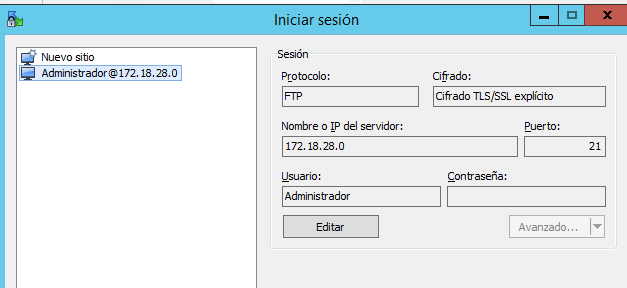 Iniciar sesión
Nuevo sitio
Administrador@172.18.28.0
Sesión
Protocolo:
Cifrado:
FTP
Cifrado TLS/SSL explícito
Nombre o IP del servidor:
Puerto:
172.18.28.0
21
Usuario:
Contraseña:
Administrador
Editar
Avanzado...